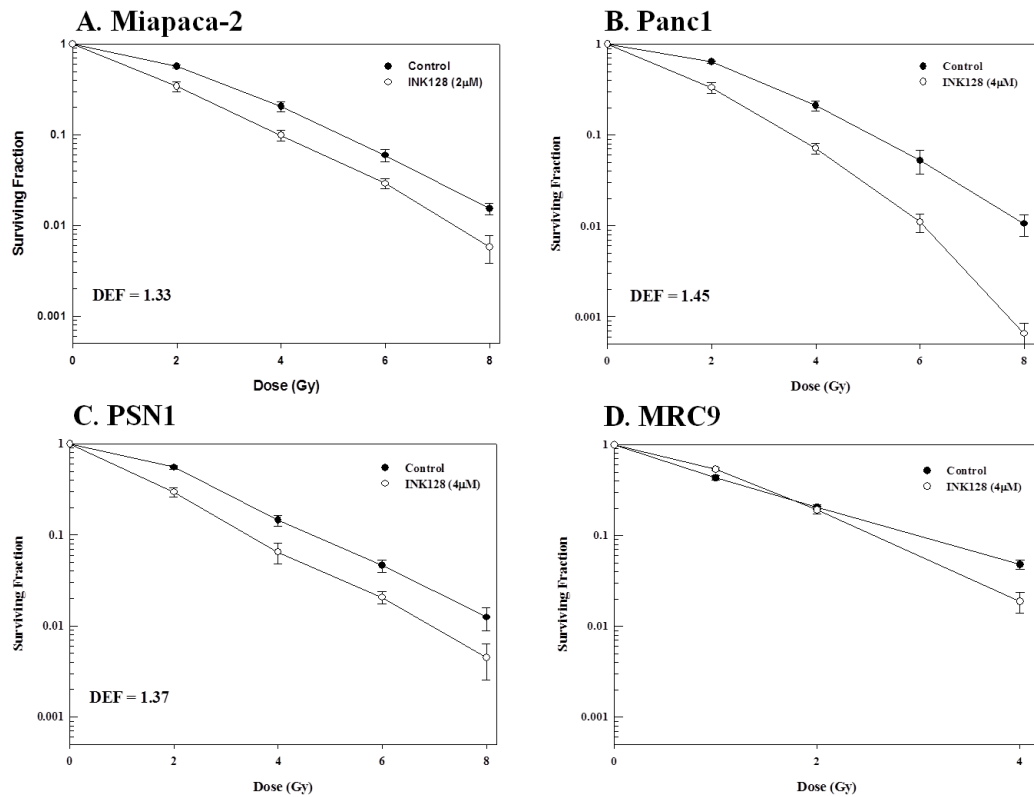 A. Miapaca-2
1
0.1
0.01
0.001
Surviving Fraction
Control
INK128 (2μM)
DEF = 1.33
0 2 4 6 8
Dose (Gy)
B. Panc1
1
0.1
0.01
0.001
Surviving Fraction
Control
INK128 (4μM)
DEF = 1.45
0 2 4 6 8
Dose (Gy)
C. PSN1
1
0.1
0.01
0.001
Surviving Fraction
Control
INK128 (4μM)
DEF = 1.37
0 2 4 6 8
Dose (Gy)
D. MRC9
1
0.1
0.01
0.001
Surviving Fraction
Control
INK128 (4μM)
0 2 4
Dose (Gy)